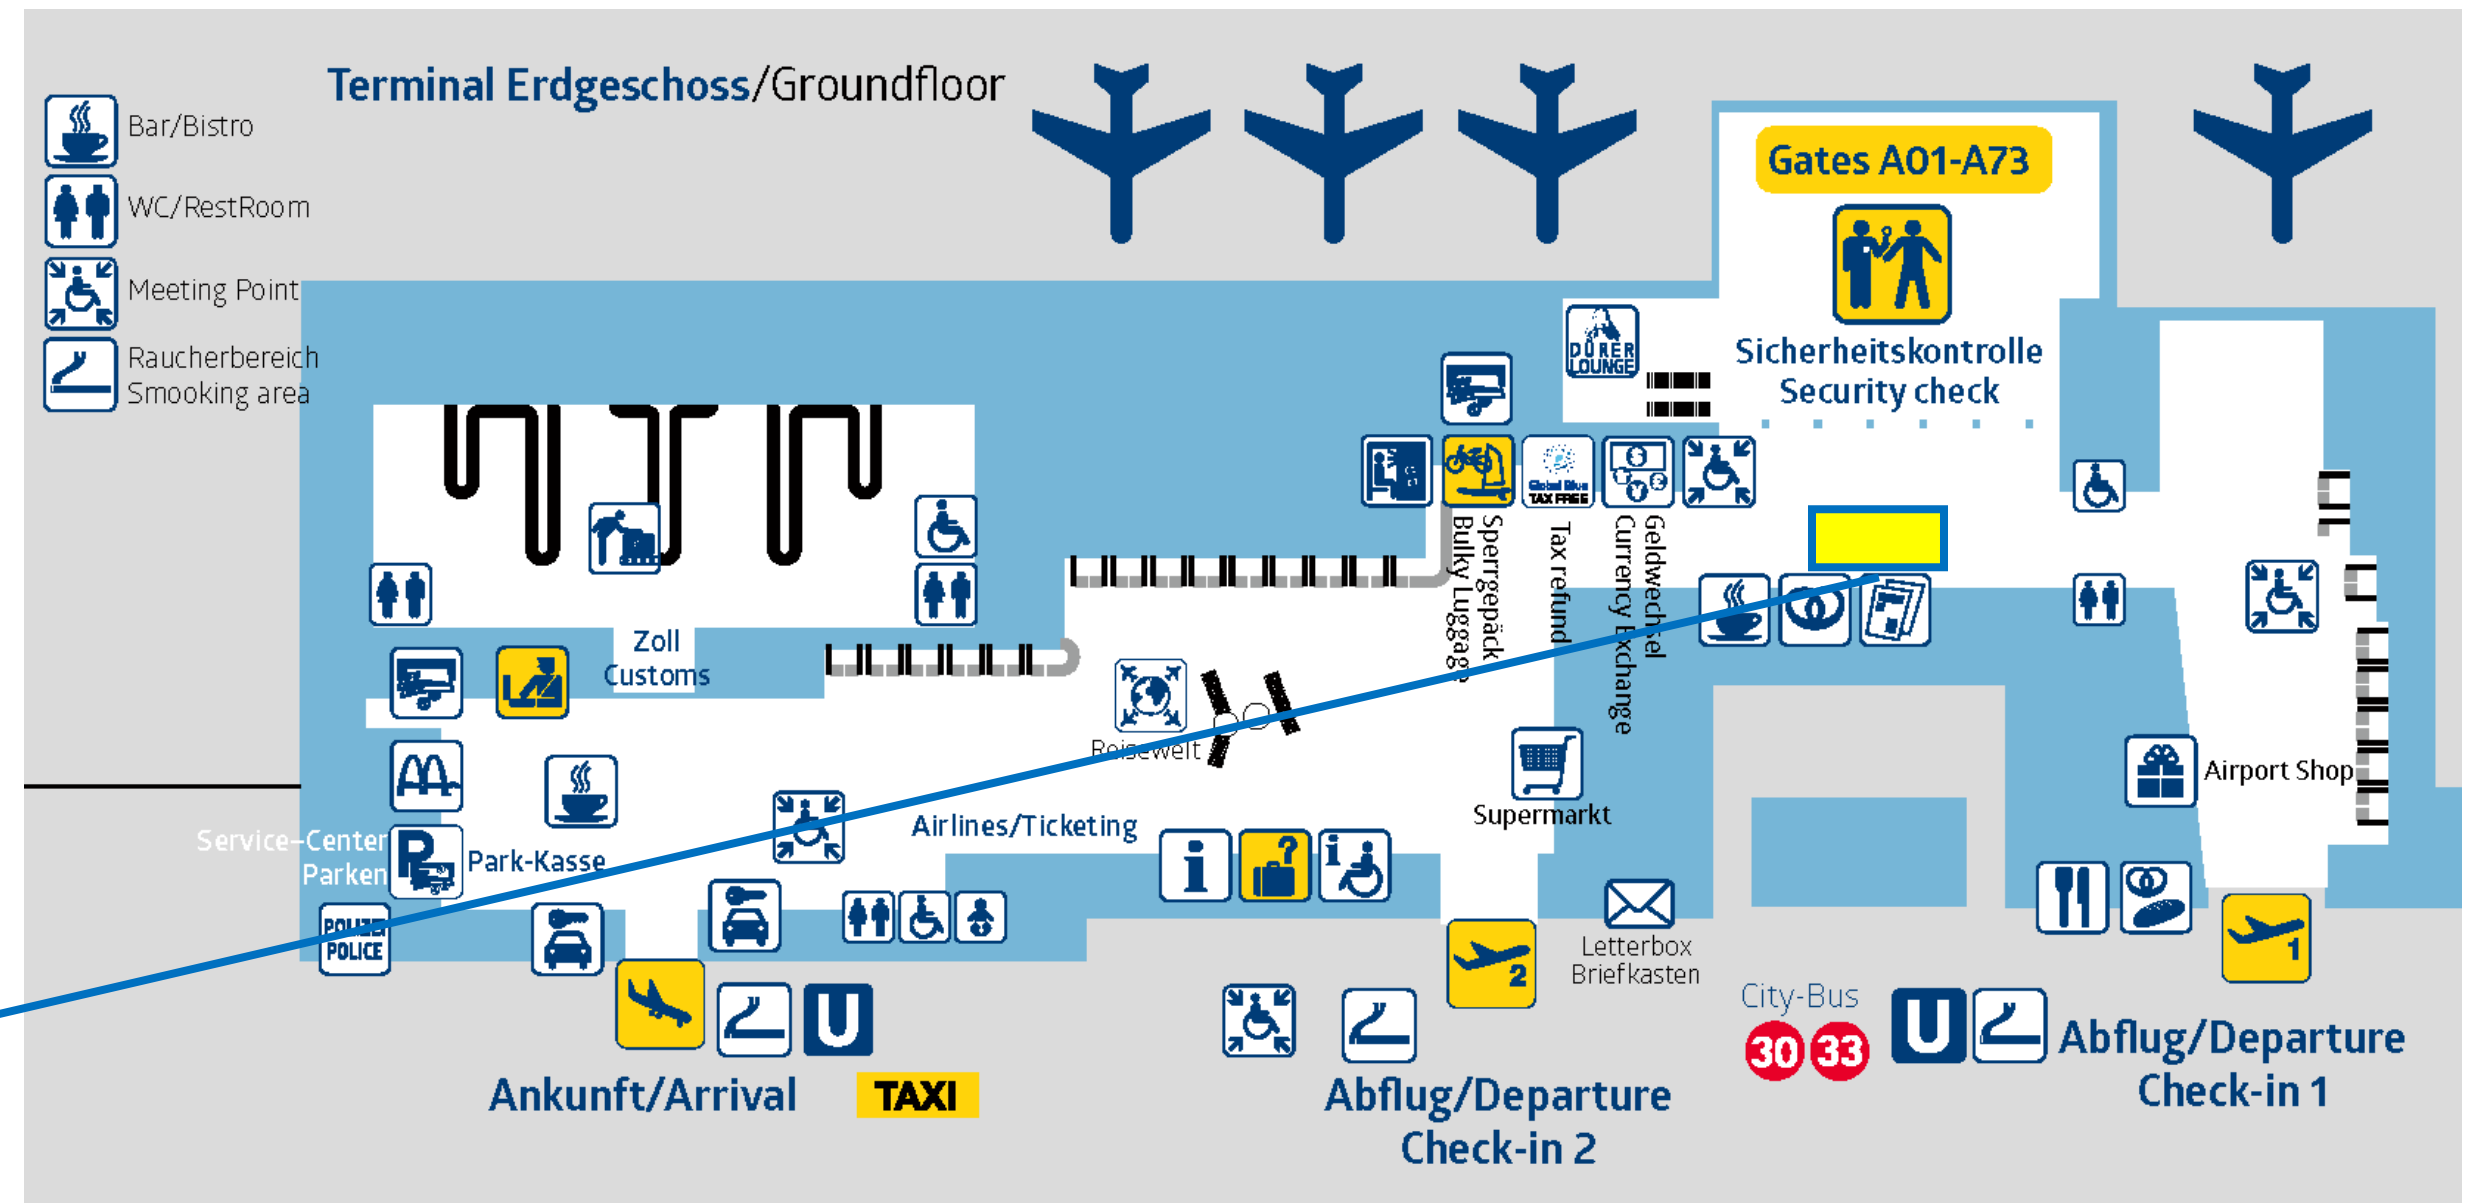 Terminal Erdgeschoss/Groundfloor
Bar/Bistro
WC/RestRoom
Meeting Point
Raucherbereich
Smooking area
Gates A01-A73
Sicherheitskontrolle
Security check
DÜRER
LOUNGE
Global Blue
TAX FREE
Sperrgepäck
Bulky Luggage
Tax refund
Geldwechsel
Currency Exchange
Zoll
Customs
Reisewelt
Supermarkt
Airport Shop
Airlines/Ticketing
Service-Center
Parken
P
Park-Kasse
POLIZEI
POLICE
i
?
i
Letterbox
Briefkasten
2
1
U
City-Bus
30 33
U
Ankunft/Arrival
TAXI
Abflug/Departure
Check-in 2
Abflug/Departure
Check-in 1